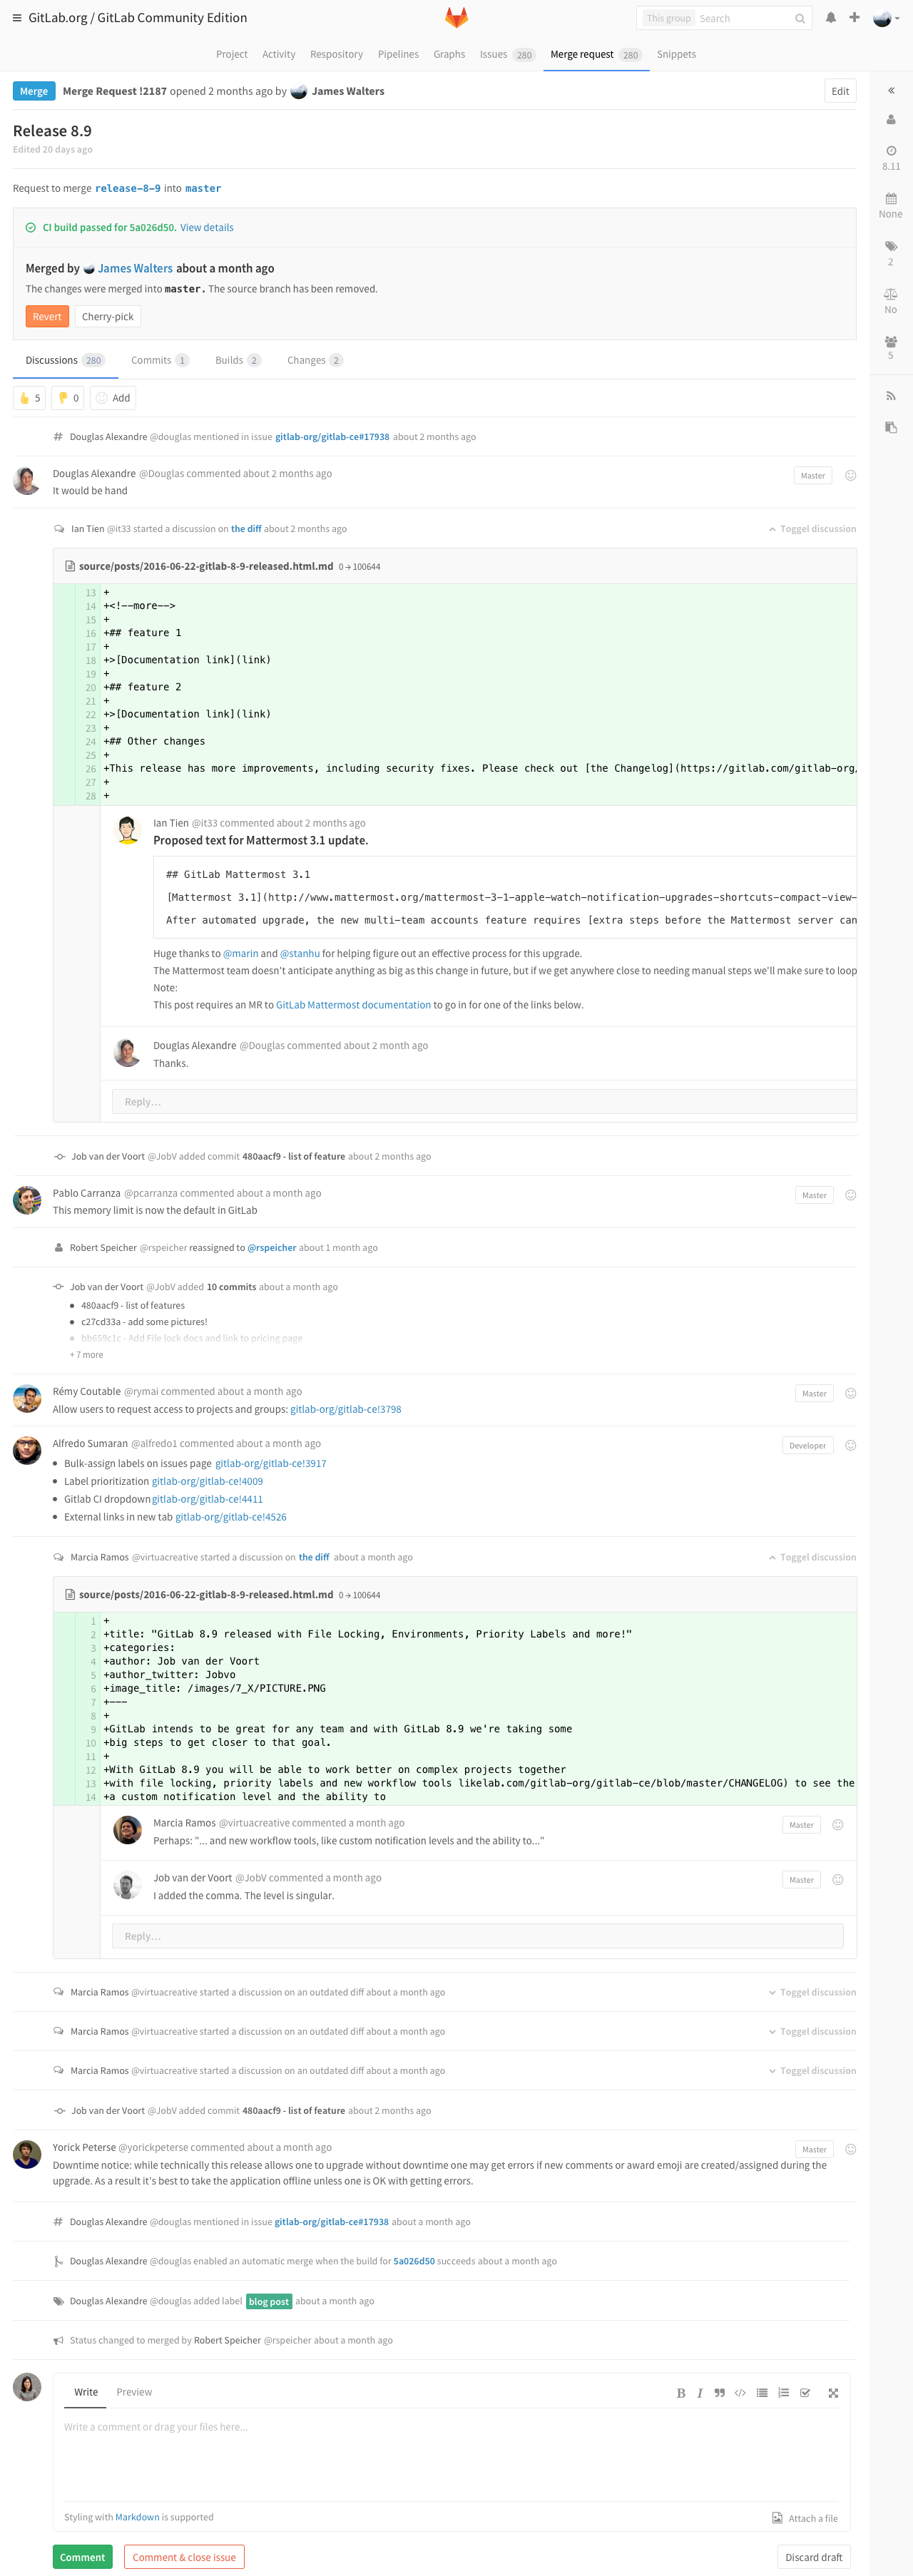 GitLab.org / GitLab Community Edition
This group Search
Project Activity Respository Pipelines Graphs Issues 280 Merge request 280 Snippets
Merge Merge Request !2187 opened 2 months ago by James Walters Edit
Release 8.9
Edited 20 days ago
8.11
None
2
No
5
Request to merge release-8-9 into master
CI build passed for 5a026d50. View details
Merged by James Walters about a month ago
The changes were merged into master. The source branch has been removed.
Revert Cherry-pick
Discussions 280 Commits 1 Builds 2 Changes 2
5 0 Add
Douglas Alexandre @douglas mentioned in issue gitlab-org/gitlab-ce#17938 about 2 months ago
Douglas Alexandre @Douglas commented about 2 months ago Master
It would be hand
Ian Tien @it33 started a discussion on the diff about 2 months ago Toggel discussion
source/posts/2016-06-22-gitlab-8-9-released.html.md 0 → 100644
13 +
14 +<!--more-->
15 +
16 +## feature 1
17 +
18 +>[Documentation link](link)
19 +
20 +## feature 2
21 +
22 +>[Documentation link](link)
23 +
24 +## Other changes
25 +
26 +This release has more improvements, including security fixes. Please check out [the Changelog](https://gitlab.com/gitlab-org/
27 +
28 +
Ian Tien @it33 commented about 2 months ago
Proposed text for Mattermost 3.1 update.
## GitLab Mattermost 3.1
[Mattermost 3.1](http://www.mattermost.org/mattermost-3-1-apple-watch-notification-upgrades-shortcuts-compact-view-
After automated upgrade, the new multi-team accounts feature requires [extra steps before the Mattermost server can
Huge thanks to @marin and @stanhu for helping figure out an effective process for this upgrade.
The Mattermost team doesn't anticipate anything as big as this change in future, but if we get anywhere close to needing manual steps we'll make sure to loop
Note:
This post requires an MR to GitLab Mattermost documentation to go in for one of the links below.
Douglas Alexandre @Douglas commented about 2 month ago
Thanks.
Reply...
Job van der Voort @JobV added commit 480aacf9 - list of feature about 2 months ago
Pablo Carranza @pcarranza commented about a month ago Master
This memory limit is now the default in GitLab
Robert Speicher @rspeicher reassigned to @rspeicher about 1 month ago
Job van der Voort @JobV added 10 commits about a month ago
480aacf9 - list of features
c27cd33a - add some pictures!
bb659c1c - Add File lock docs and link to pricing page
+ 7 more
Rémy Coutable @rymai commented about a month ago Master
Allow users to request access to projects and groups: gitlab-org/gitlab-ce!3798
Alfredo Sumaran @alfredo1 commented about a month ago Developer
Bulk-assign labels on issues page gitlab-org/gitlab-ce!3917
Label prioritization gitlab-org/gitlab-ce!4009
Gitlab CI dropdown gitlab-org/gitlab-ce!4411
External links in new tab gitlab-org/gitlab-ce!4526
Marcia Ramos @virtuacreative started a discussion on the diff about a month ago Toggel discussion
source/posts/2016-06-22-gitlab-8-9-released.html.md 0 → 100644
1 +
2 +title: "GitLab 8.9 released with File Locking, Environments, Priority Labels and more!"
3 +categories:
4 +author: Job van der Voort
5 +author_twitter: Jobvo
6 +image_title: /images/7_X/PICTURE.PNG
7 +---
8 +
9 +GitLab intends to be great for any team and with GitLab 8.9 we're taking some
10 +big steps to get closer to that goal.
11 +
12 +With GitLab 8.9 you will be able to work better on complex projects together
13 +with file locking, priority labels and new workflow tools likelab.com/gitlab-org/gitlab-ce/blob/master/CHANGELOG) to see the
14 +a custom notification level and the ability to
Marcia Ramos @virtuacreative commented a month ago Master
Perhaps: "... and new workflow tools, like custom notification levels and the ability to..."
Job van der Voort @JobV commented a month ago Master
I added the comma. The level is singular.
Reply...
Marcia Ramos @virtuacreative started a discussion on an outdated diff about a month ago Toggel discussion
Marcia Ramos @virtuacreative started a discussion on an outdated diff about a month ago Toggel discussion
Marcia Ramos @virtuacreative started a discussion on an outdated diff about a month ago Toggel discussion
Job van der Voort @JobV added commit 480aacf9 - list of feature about 2 months ago
Yorick Peterse @yorickpeterse commented about a month ago Master
Downtime notice: while technically this release allows one to upgrade without downtime one may get errors if new comments or award emoji are created/assigned during the
upgrade. As a result it's best to take the application offline unless one is OK with getting errors.
Douglas Alexandre @douglas mentioned in issue gitlab-org/gitlab-ce#17938 about a month ago
Douglas Alexandre @douglas enabled an automatic merge when the build for 5a026d50 succeeds about a month ago
Douglas Alexandre @douglas added label blog post about a month ago
Status changed to merged by Robert Speicher @rspeicher about a month ago
Write Preview
Write a comment or drag your files here...
Styling with Markdown is supported Attach a file
Comment Comment & close issue Discard draft